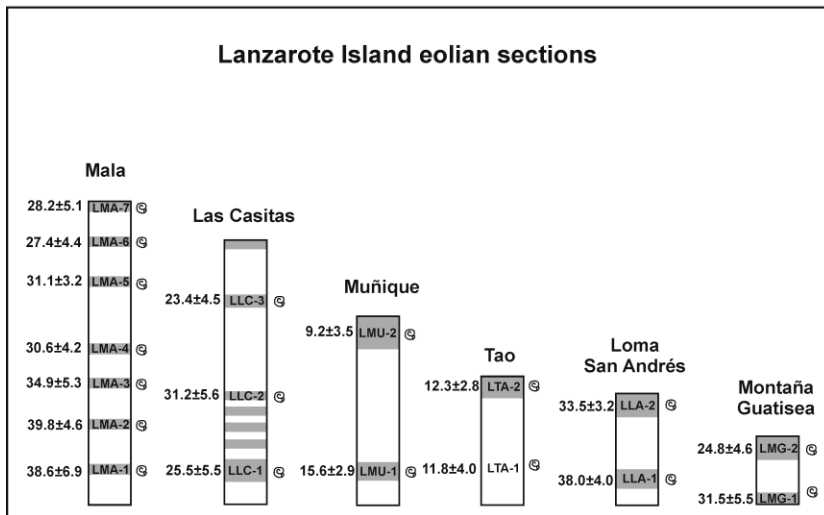 Lanzarote Island eolian sections
Mala
28.2±5.1 LMA-7
27.4±4.4 LMA-6
31.1±3.2 LMA-5
30.6±4.2 LMA-4
34.9±5.3 LMA-3
39.8±4.6 LMA-2
38.6±6.9 LMA-1
Las Casitas
23.4±4.5 LLC-3
31.2±5.6 LLC-2
25.5±5.5 LLC-1
Muñique
9.2±3.5 LMU-2
15.6±2.9 LMU-1
Tao
12.3±2.8 LTA-2
11.8±4.0 LTA-1
Loma
San Andrés
33.5±3.2 LLA-2
38.0±4.0 LLA-1
Montaña
Guatisea
24.8±4.6 LMG-2
31.5±5.5 LMG-1